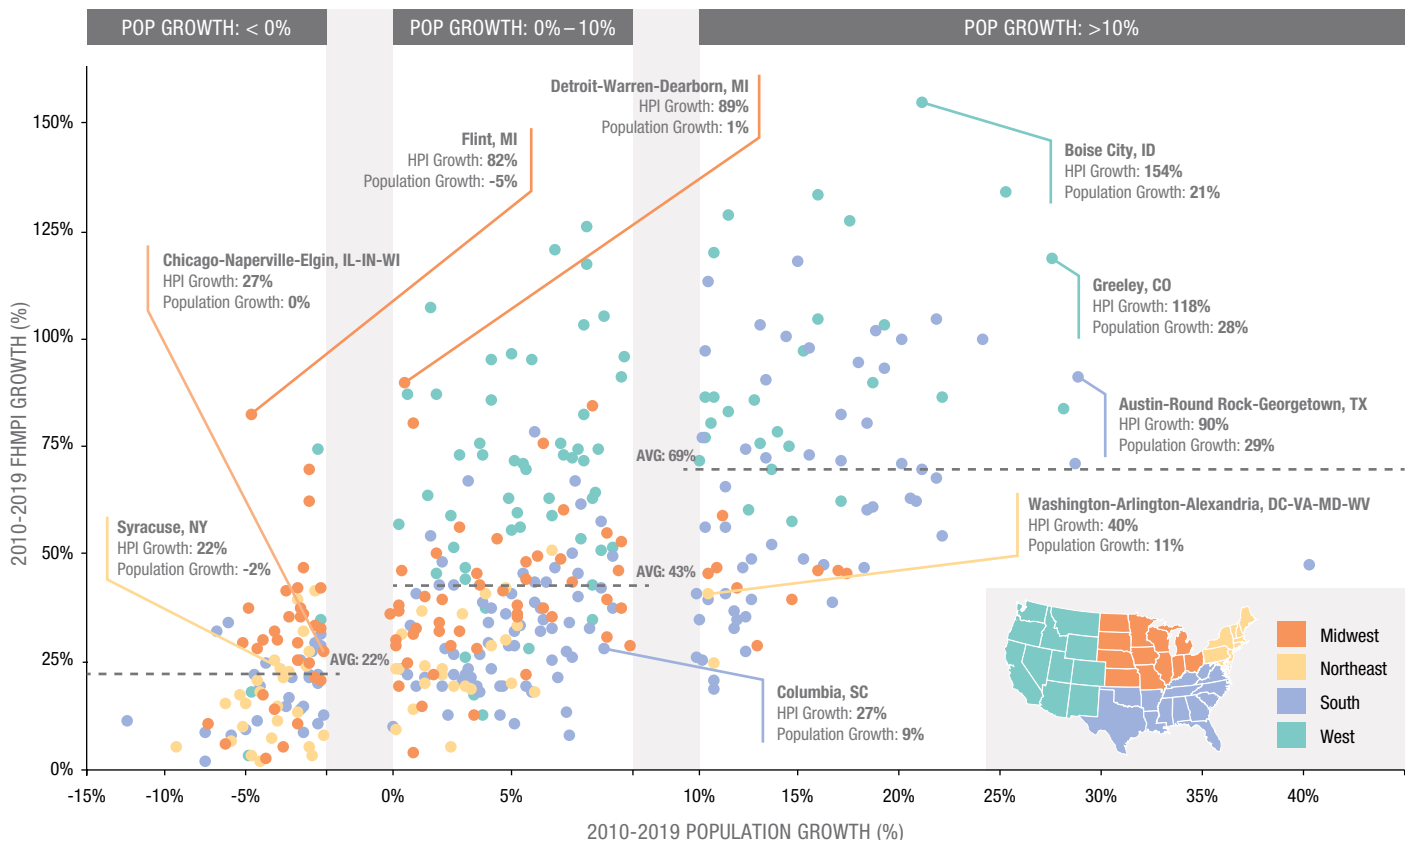 POP GROWTH: < 0%
POP GROWTH: 0%–10%
POP GROWTH: >10%
2010-2019 FHMPI GROWTH (%)
150%
125%
100%
75%
50%
25%
0%
Detroit-Warren-Dearborn, MI
HPI Growth: 89%
Population Growth: 1%
Flint, MI
HPI Growth: 82%
Population Growth: -5%
Boise City, ID
HPI Growth: 154%
Population Growth: 21%
Chicago-Naperville-Elgin, IL-IN-WI
HPI Growth: 27%
Population Growth: 0%
Greeley, CO
HPI Growth: 118%
Population Growth: 28%
Austin-Round Rock-Georgetown, TX
HPI Growth: 90%
Population Growth: 29%
AVG: 69%
Washington-Arlington-Alexandria, DC-VA-MD-WV
HPI Growth: 40%
Population Growth: 11%
Syracuse, NY
HPI Growth: 22%
Population Growth: -2%
AVG: 43%
AVG: 22%
Columbia, SC
HPI Growth: 27%
Population Growth: 9%
Midwest
Northeast
South
West
-15%
-10%
-5%
0%
5%
10%
15%
20%
25%
30%
35%
40%
2010-2019 POPULATION GROWTH (%)